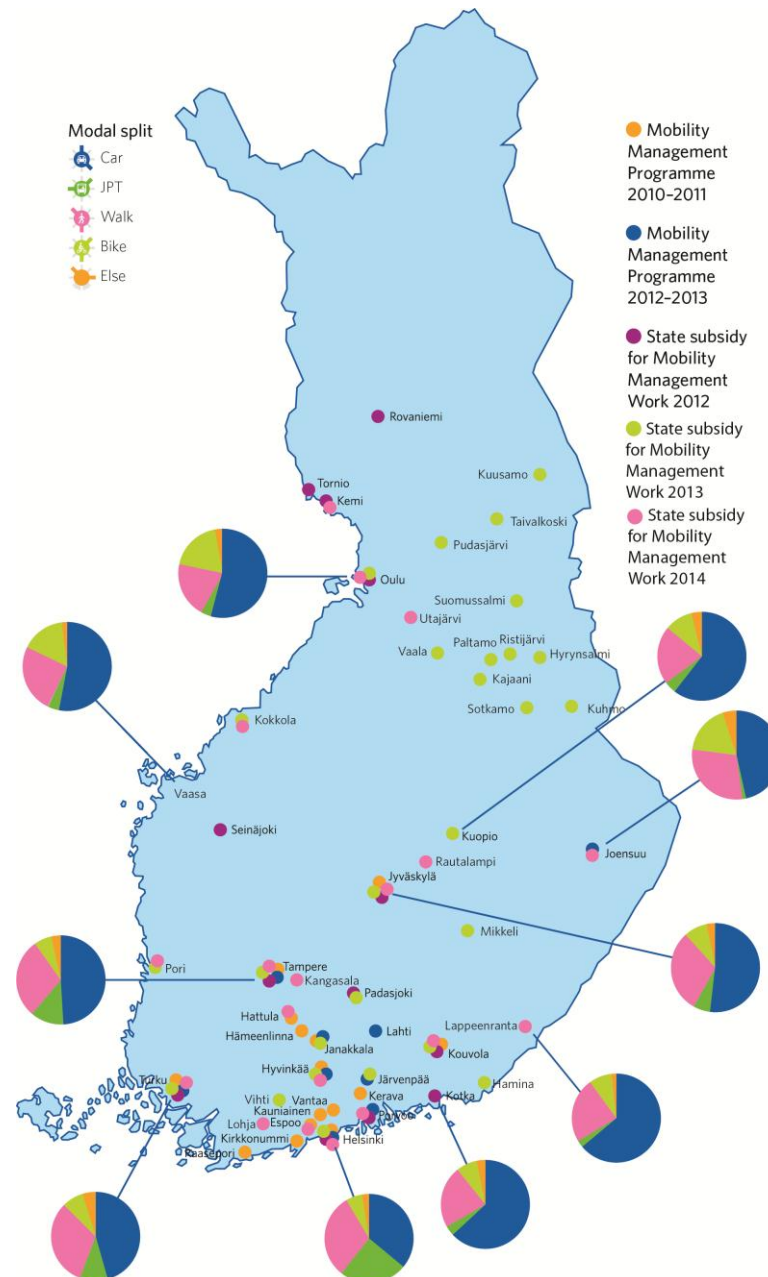 Modal split
Car
JPT
Walk
Bike
Else
Mobility
Management
Programme
2010–2011
Mobility
Management
Programme
2012–2013
State subsidy
for Mobility
Management
Work 2012
State subsidy
for Mobility
Management
Work 2013
State subsidy
for Mobility
Management
Work 2014
Rovaniemi
Tornio
Kemi
Kuusamo
Taivalkoski
Pudasjärvi
Oulu
Suomussalmi
Utajärvi
Vaala
Paltamo
Ristijärvi
Hyrynsalmi
Kajaani
Sotkamo
Kuhmo
Kokkola
Vaasa
Seinäjoki
Kuopio
Rautalampi
Joensuu
Jyväskylä
Mikkeli
Pori
Tampere
Kangasala
Padasjoki
Hattula
Hämeenlinna
Janakkala
Lahti
Lappeenranta
Kouvola
Hyvinkää
Järvenpää
Hamina
Turku
Vihti
Vantaa
Kerava
Kotka
Kauniainen
Porvoo
Lohja
Espoo
Kirkkonummi
Helsinki
Raasepori